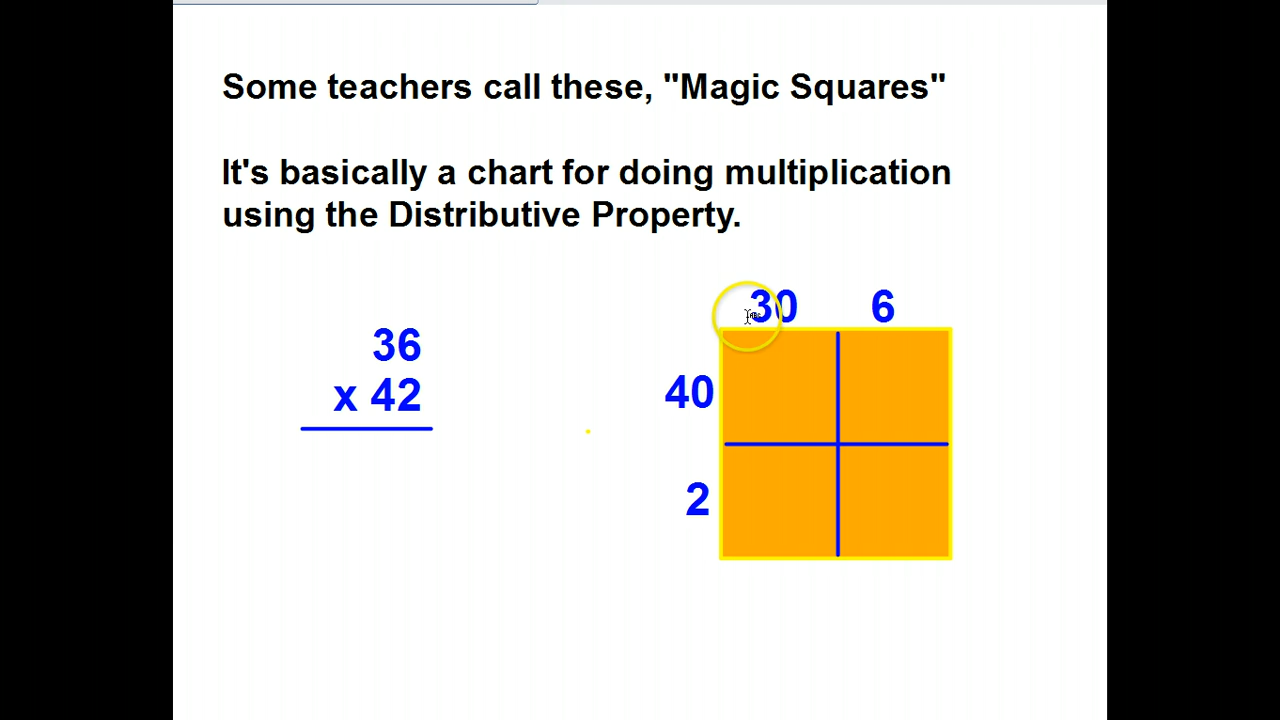 Some teachers call these, "Magic Squares"
It's basically a chart for doing multiplication
using the Distributive Property.
36
x 42
30 6
40
2